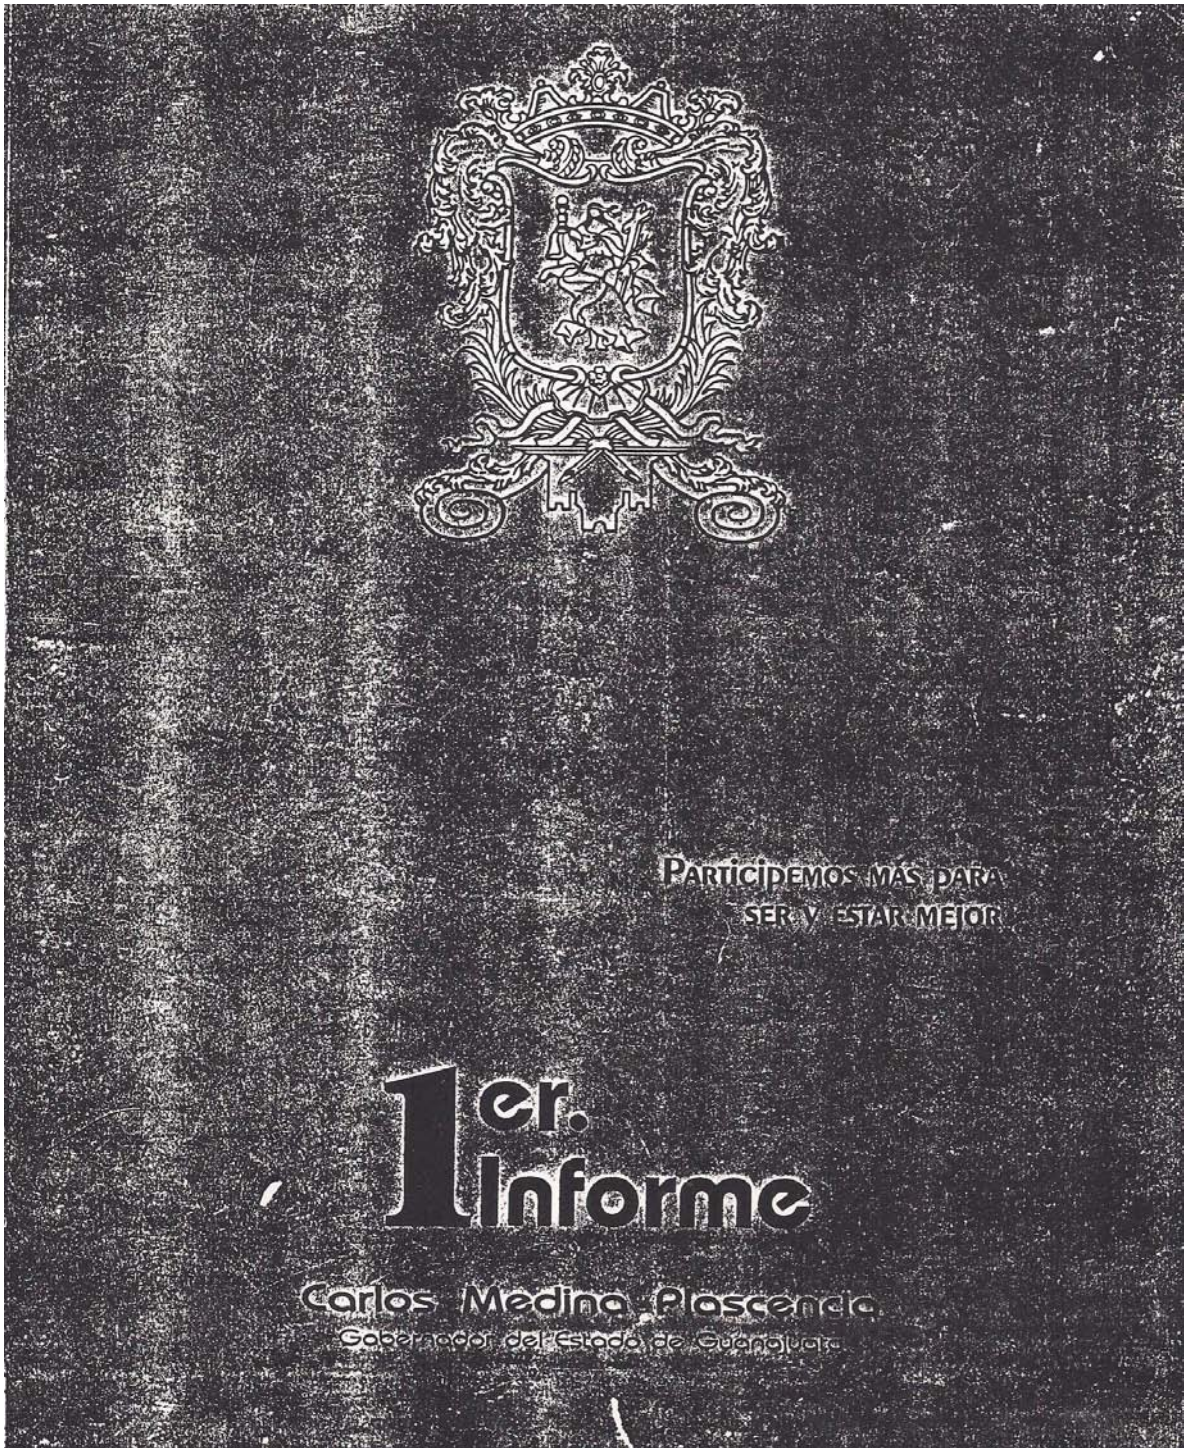 PARTICIPEMOS MÁS PARA
SER Y ESTAR MEJOR
1er.
Informe
Carlos Medina Plascencia
Gobernador del Estado de Guanajuato